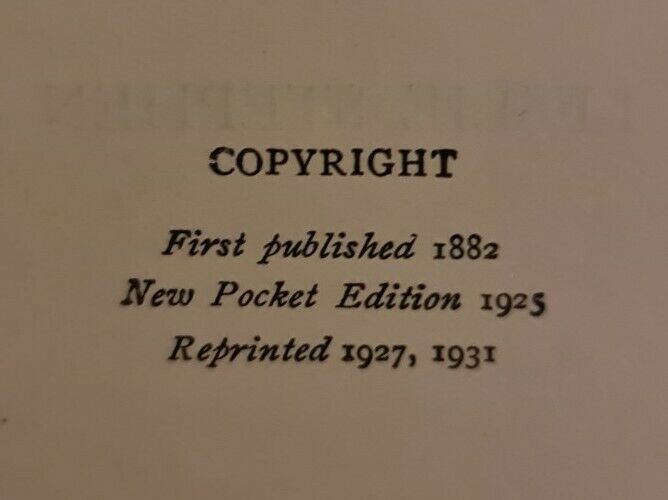 COPYRIGHT
First published 1882
New Pocket Edition 1925
Reprinted 1927, 1931